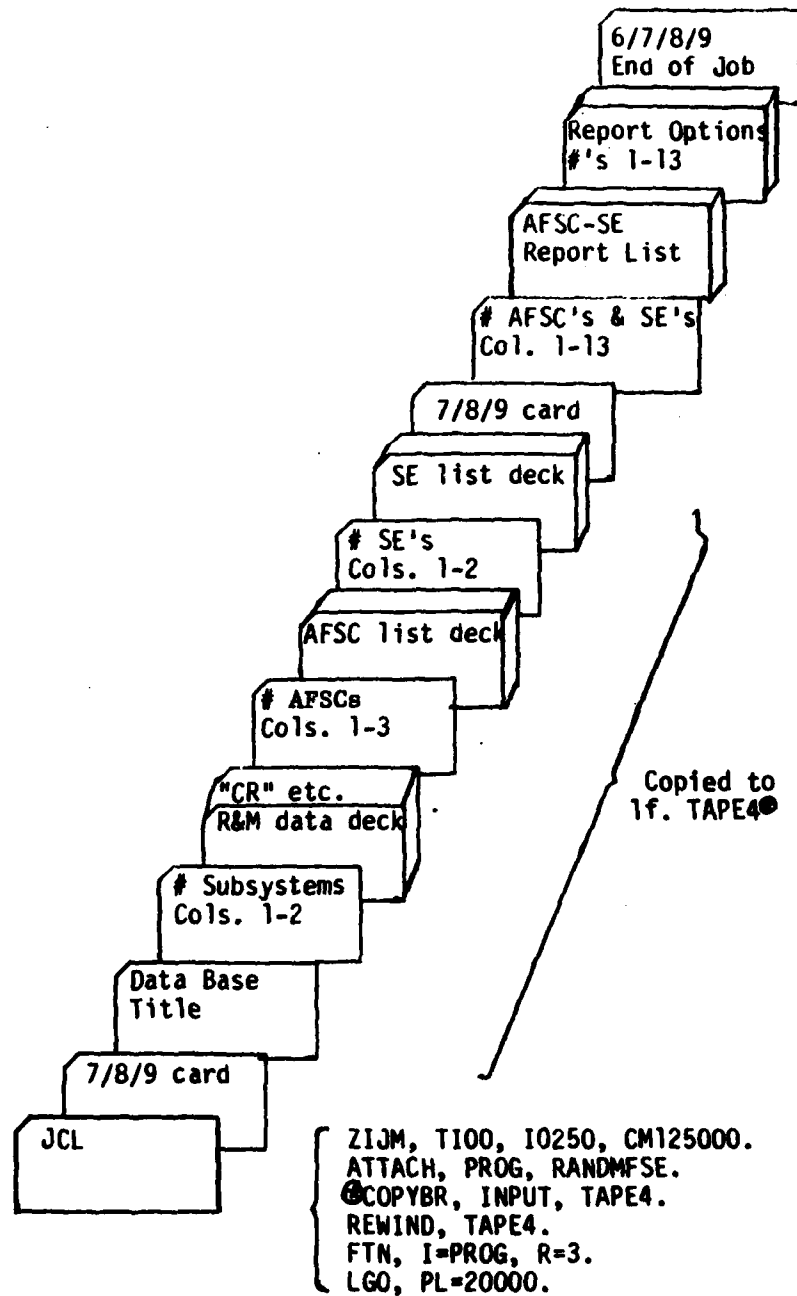 6/7/8/9
End of Job
Report Options
#'s 1-13
AFSC-SE
Report List
# AFSC's & SE's
Col. 1-13
7/8/9 card
SE list deck
# SE's
Cols. 1-2
AFSC list deck
# AFSCs
Cols. 1-3
"CR" etc.
R&M data deck
# Subsystems
Cols. 1-2
Data Base
Title
7/8/9 card
JCL
Copied to
lf. TAPE4
ZIJM, TI00, IO250, CM125000.
ATTACH, PROG, RANDMFSE.
COPYBR, INPUT, TAPE4.
REWIND, TAPE4.
FTN, I=PROG, R=3.
LGO, PL=20000.